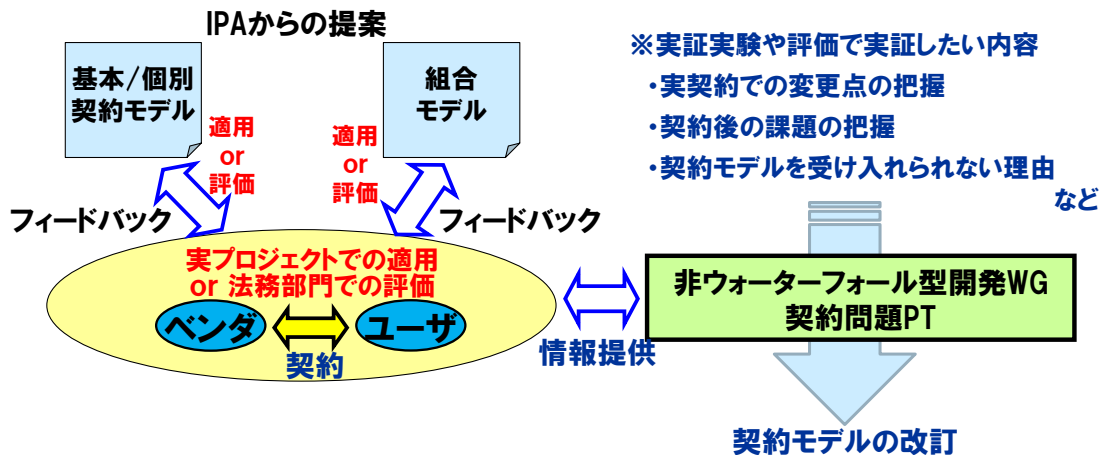 IPAからの提案
基本/個別
契約モデル
適用
or
評価
組合
モデル
適用
or
評価
フィードバック
フィードバック
実プロジェクトでの適用
or 法務部門での評価
ベンダ
ユーザ
契約
情報提供
※実証実験や評価で実証したい内容
・実契約での変更点の把握
・契約後の課題の把握
・契約モデルを受け入れられない理由
など
非ウォーターフォール型開発WG
契約問題PT
契約モデルの改訂